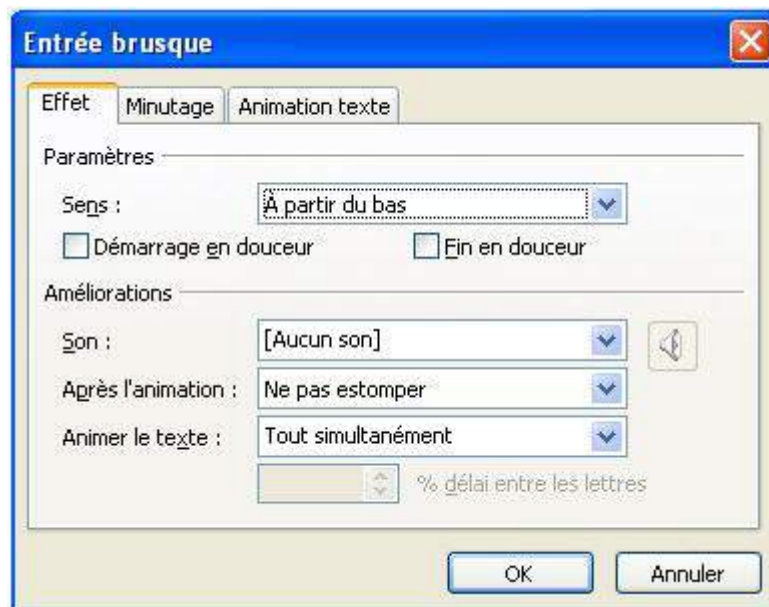 Entrée brusque
Effet Minutage Animation texte
Paramètres
Sens : À partir du bas
Démarrage en douceur Fin en douceur
Améliorations
Son : [Aucun son]
Après l'animation : Ne pas estomper
Animer le texte : Tout simultanément
% délai entre les lettres
OK Annuler